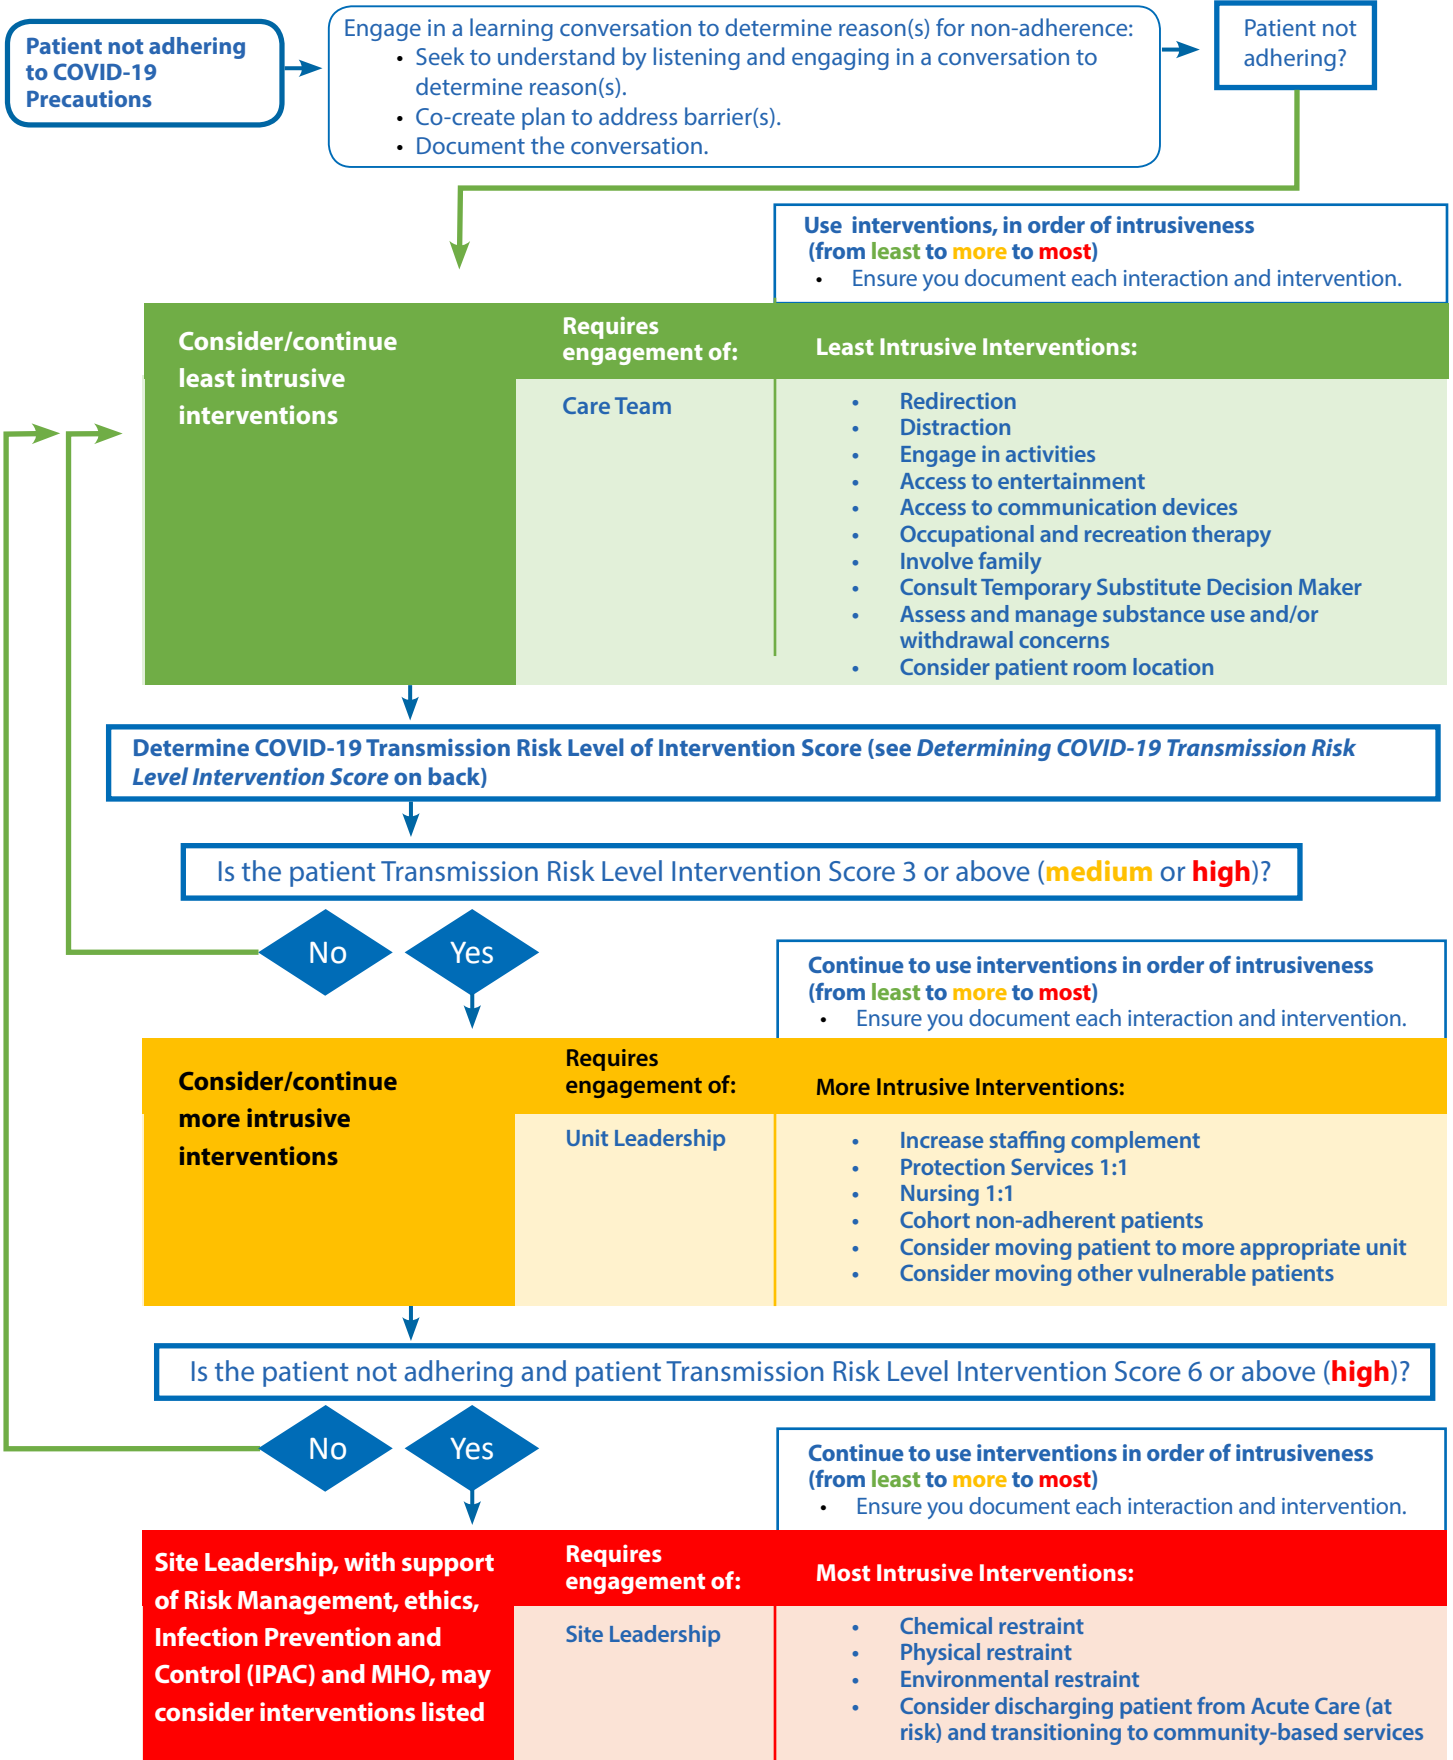 Patient not adhering
to COVID-19
Precautions
Engage in a learning conversation to determine reason(s) for non-adherence:
• Seek to understand by listening and engaging in a conversation to
determine reason(s).
• Co-create plan to address barrier(s).
• Document the conversation.
Patient not
adhering?
Use interventions, in order of intrusiveness
(from least to more to most)
• Ensure you document each interaction and intervention.
Consider/continue
least intrusive
interventions
Requires
engagement of:
Care Team
Least Intrusive Interventions:
• Redirection
• Distraction
• Engage in activities
• Access to entertainment
• Access to communication devices
• Occupational and recreation therapy
• Involve family
• Consult Temporary Substitute Decision Maker
• Assess and manage substance use and/or
withdrawal concerns
• Consider patient room location
Determine COVID-19 Transmission Risk Level of Intervention Score (see Determining COVID-19 Transmission Risk
Level Intervention Score on back)
Is the patient Transmission Risk Level Intervention Score 3 or above (medium or high)?
No
Yes
Continue to use interventions in order of intrusiveness
(from least to more to most)
• Ensure you document each interaction and intervention.
Consider/continue
more intrusive
interventions
Requires
engagement of:
Unit Leadership
More Intrusive Interventions:
• Increase staffing complement
• Protection Services 1:1
• Nursing 1:1
• Cohort non-adherent patients
• Consider moving patient to more appropriate unit
• Consider moving other vulnerable patients
Is the patient not adhering and patient Transmission Risk Level Intervention Score 6 or above (high)?
No
Yes
Continue to use interventions in order of intrusiveness
(from least to more to most)
• Ensure you document each interaction and intervention.
Site Leadership, with support
of Risk Management, ethics,
Infection Prevention and
Control (IPAC) and MHO, may
consider interventions listed
Requires
engagement of:
Site Leadership
Most Intrusive Interventions:
• Chemical restraint
• Physical restraint
• Environmental restraint
• Consider discharging patient from Acute Care (at
risk) and transitioning to community-based services